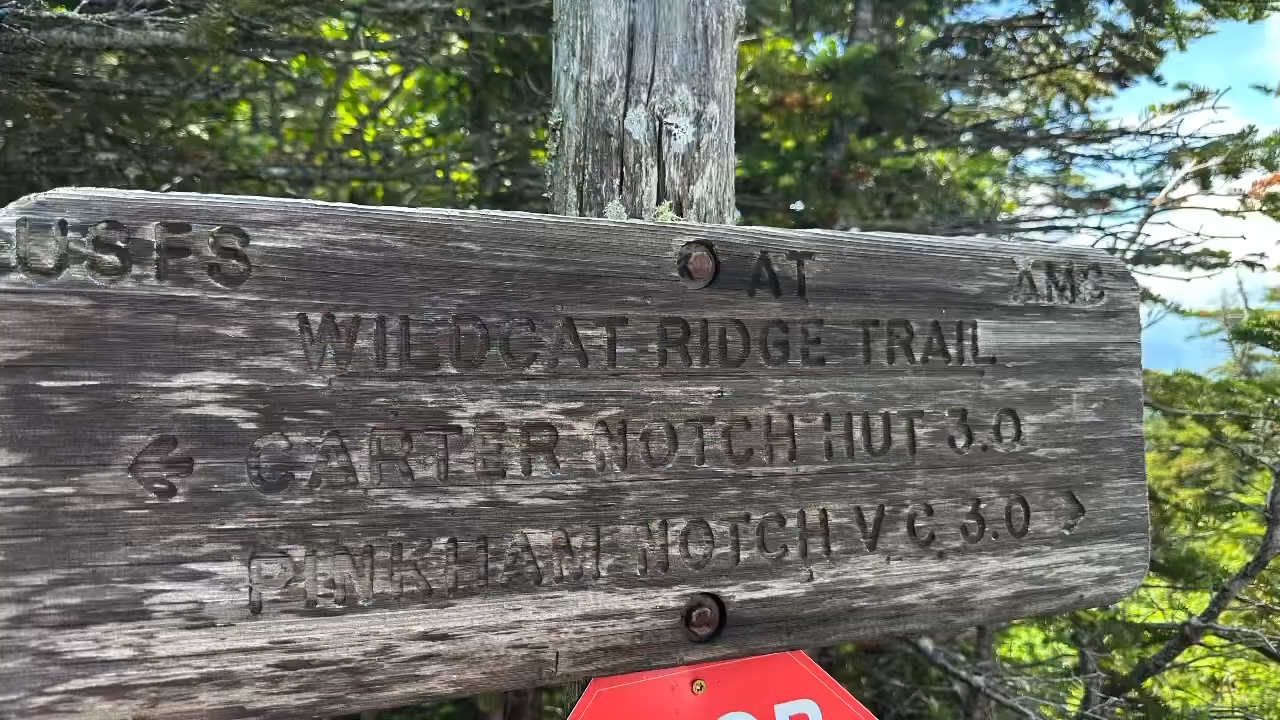 USFS AT AMC
WILDCAT RIDGE TRAIL
CARTER NOTCH HUT 3.0
PINKHAM NOTCH V C 3.0